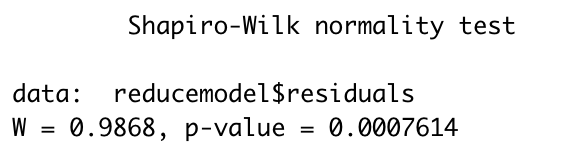 Shapiro-Wilk normality test
data:  reducemodel$residuals
W = 0.9868, p-value = 0.0007614